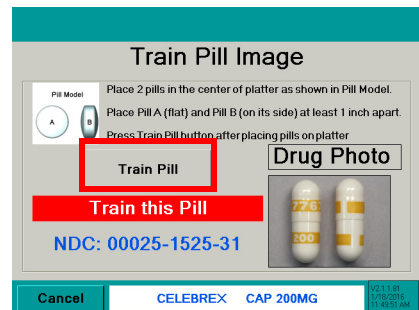 Train Pill Image
Pill Model
A
B
Place 2 pills in the center of platter as shown in Pill Model.
Place Pill A (flat) and Pill B (on its side) at least 1 inch apart.
Press Train Pill button after placing pills on platter
Train Pill
Drug Photo
Train this Pill
7767
200
NDC: 00025-1525-31
Cancel
CELEBREX CAP 200MG
V2.1.1.81
1/18/2016
11:49:51 AM